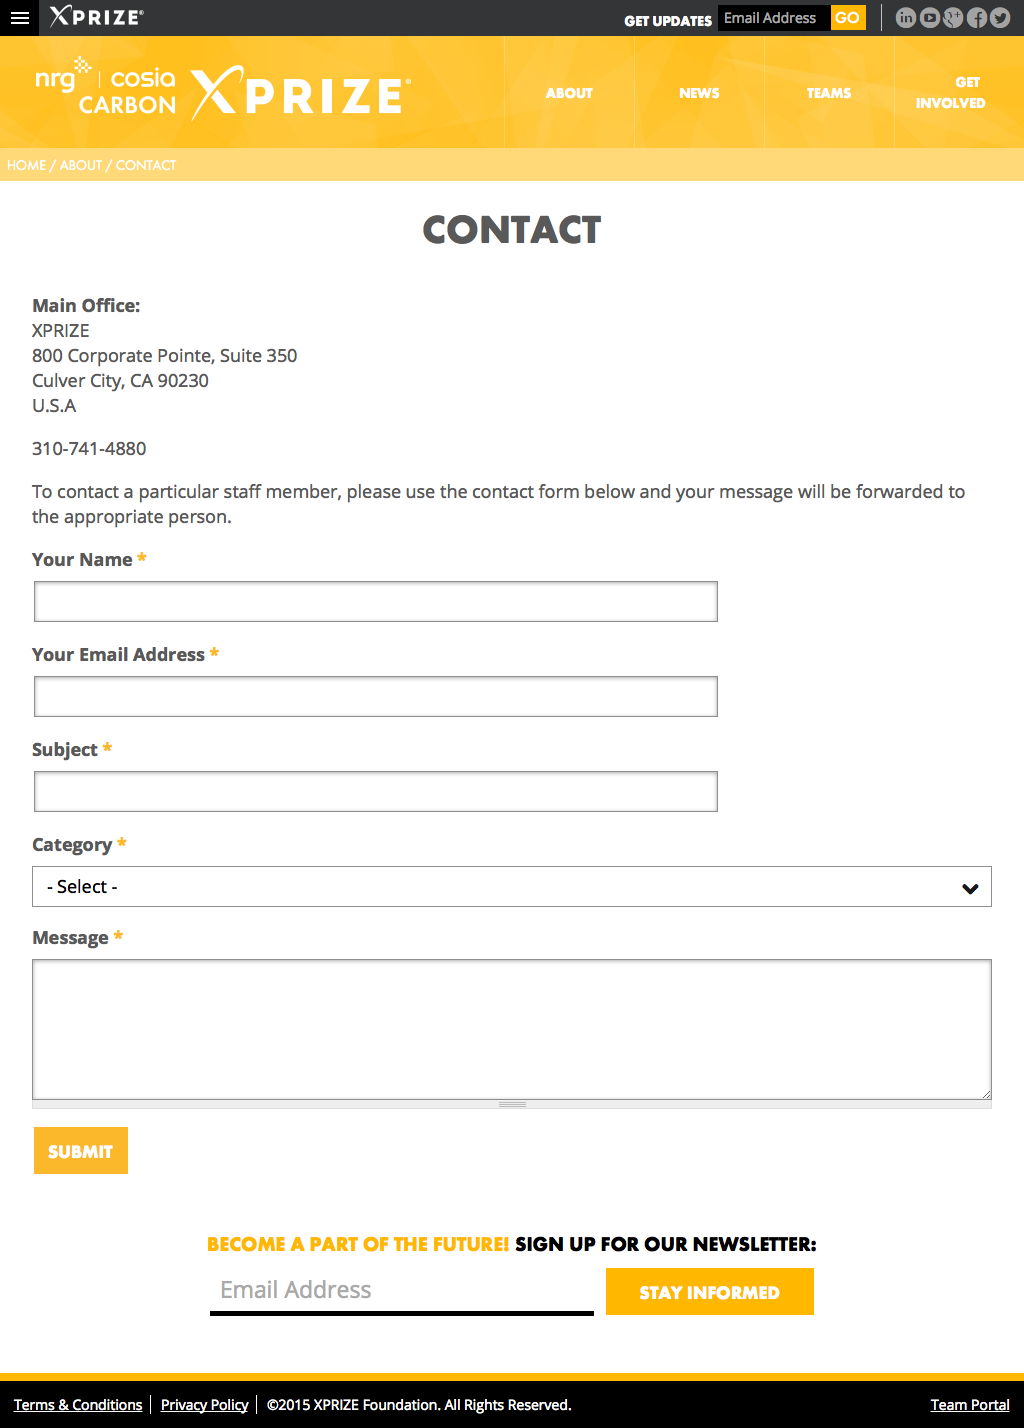 XPRIZE®
GET UPDATES Email Address GO
nrg cosia
CARBON XPRIZE®
ABOUT NEWS TEAMS GET INVOLVED
HOME / ABOUT / CONTACT
CONTACT
Main Office:
XPRIZE
800 Corporate Pointe, Suite 350
Culver City, CA 90230
U.S.A
310-741-4880
To contact a particular staff member, please use the contact form below and your message will be forwarded to
the appropriate person.
Your Name *
Your Email Address *
Subject *
Category *
- Select -
Message *
SUBMIT
BECOME A PART OF THE FUTURE! SIGN UP FOR OUR NEWSLETTER:
Email Address STAY INFORMED
Terms & Conditions Privacy Policy ©2015 XPRIZE Foundation. All Rights Reserved. Team Portal